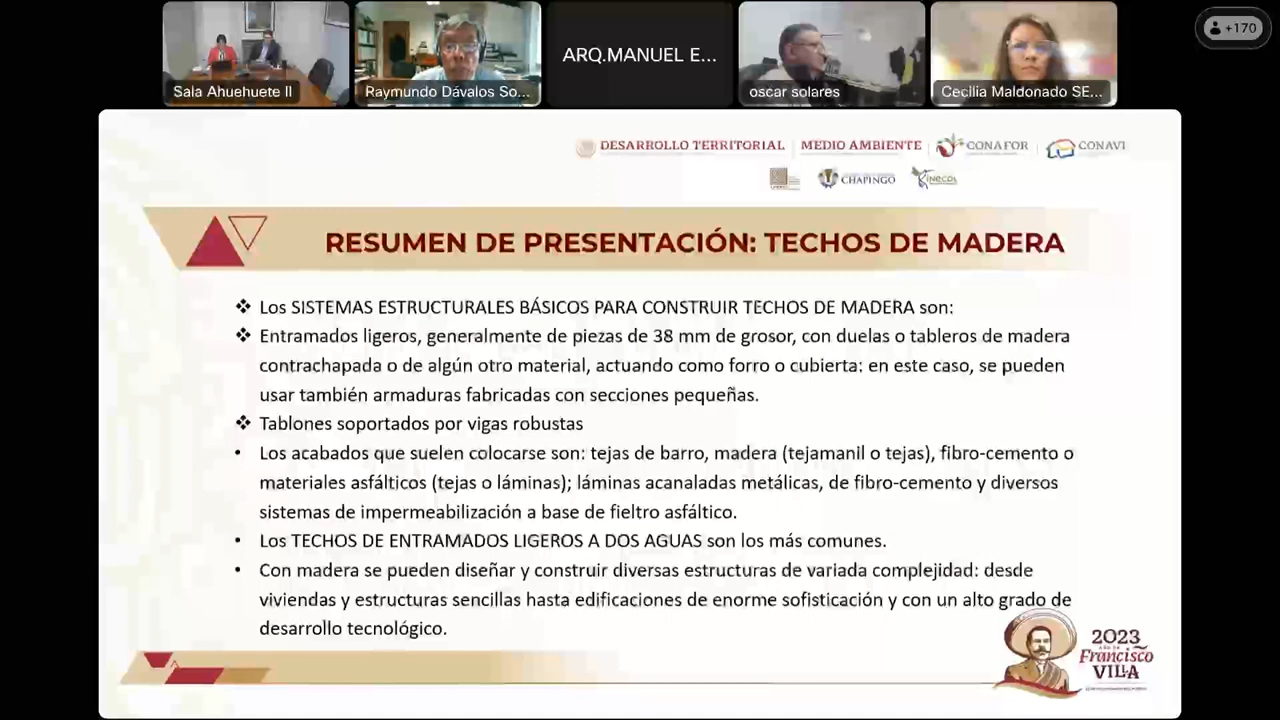 Sala Ahuehuete II
Raymundo Dávalos So...
ARQ.MANUEL E...
oscar solares
Cecilia Maldonado SE...
+170
DESARROLLO TERRITORIAL
MEDIO AMBIENTE
CONAFOR
CONAVI
CHAPINGO
INECOL
RESUMEN DE PRESENTACIÓN: TECHOS DE MADERA
❖ Los SISTEMAS ESTRUCTURALES BÁSICOS PARA CONSTRUIR TECHOS DE MADERA son:
❖ Entramados ligeros, generalmente de piezas de 38 mm de grosor, con duelas o tableros de madera
contrachapada o de algún otro material, actuando como forro o cubierta: en este caso, se pueden
usar también armaduras fabricadas con secciones pequeñas.
❖ Tablones soportados por vigas robustas
• Los acabados que suelen colocarse son: tejas de barro, madera (tejamanil o tejas), fibro-cemento o
materiales asfálticos (tejas o láminas); láminas acanaladas metálicas, de fibro-cemento y diversos
sistemas de impermeabilización a base de fieltro asfáltico.
• Los TECHOS DE ENTRAMADOS LIGEROS A DOS AGUAS son los más comunes.
• Con madera se pueden diseñar y construir diversas estructuras de variada complejidad: desde
viviendas y estructuras sencillas hasta edificaciones de enorme sofisticación y con un alto grado de
desarrollo tecnológico.
2023
Francisco
VILLA